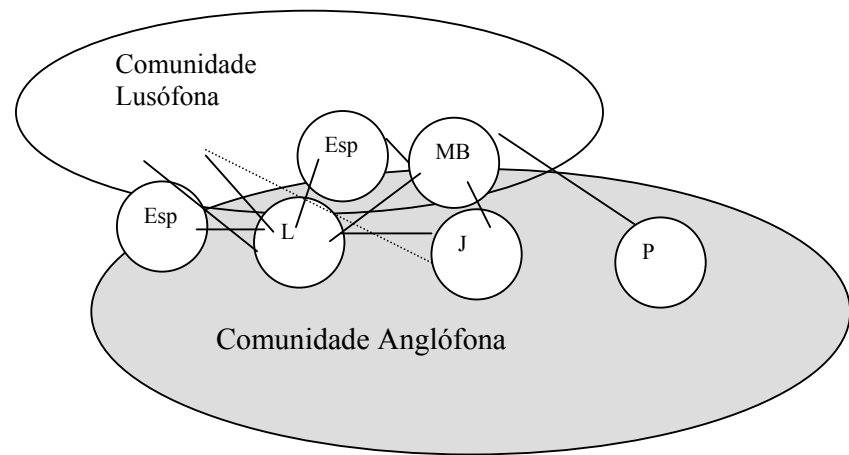 Comunidade
Lusófona
Esp
MB
Esp
L
J
P
Comunidade Anglófona